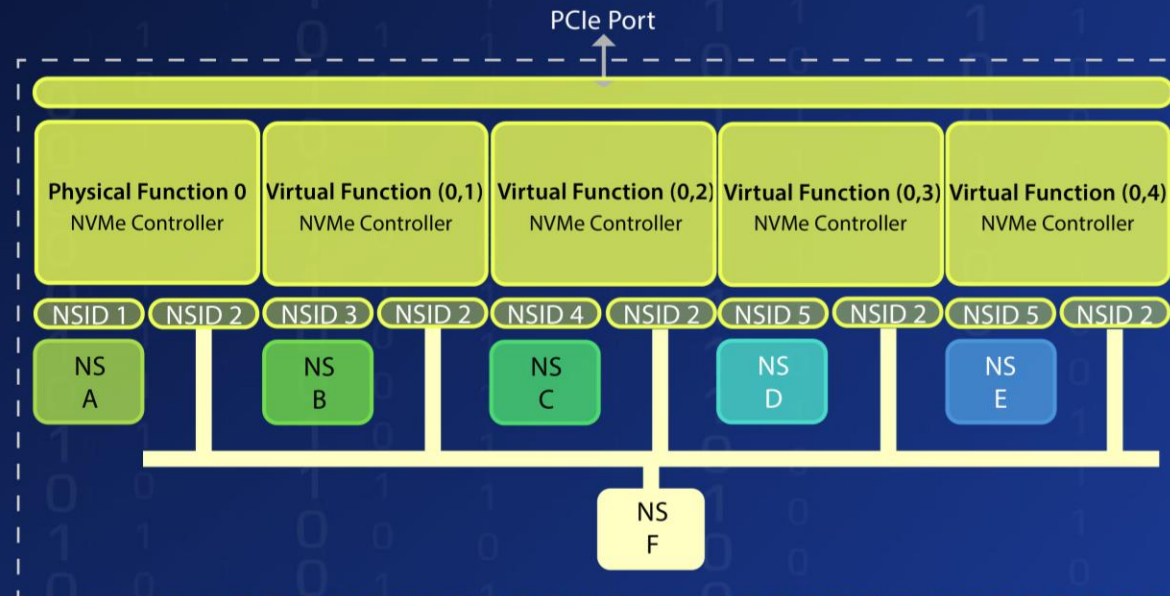 PCIe Port
Physical Function 0
NVMe Controller
Virtual Function (0,1)
NVMe Controller
Virtual Function (0,2)
NVMe Controller
Virtual Function (0,3)
NVMe Controller
Virtual Function (0,4)
NVMe Controller
NSID 1
NSID 2
NSID 3
NSID 2
NSID 4
NSID 2
NSID 5
NSID 2
NSID 5
NSID 2
NS
A
NS
B
NS
C
NS
D
NS
E
NS
F